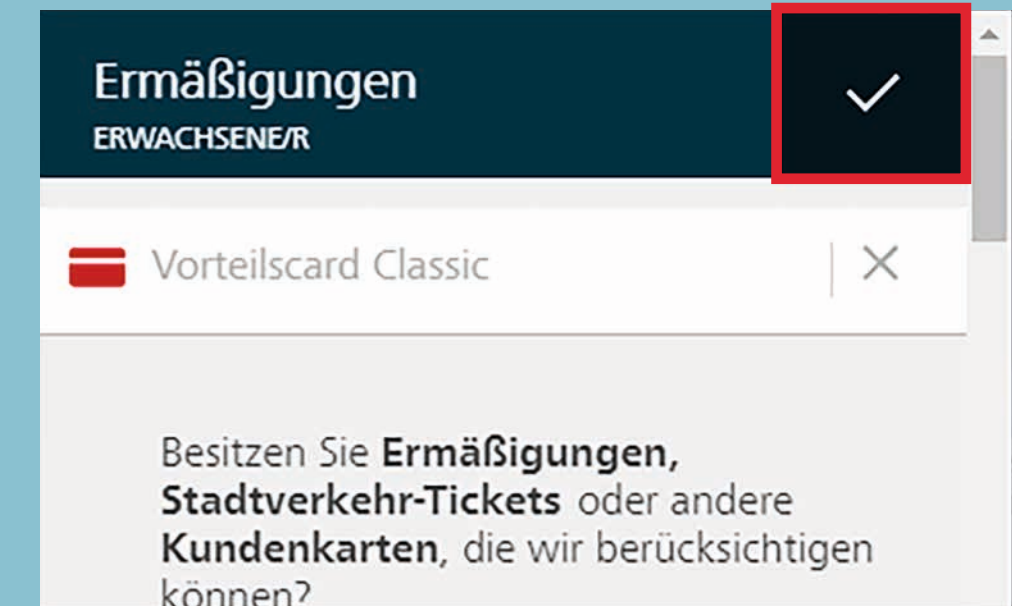 Ermäßigungen
ERWACHSENE/R
Vorteilscard Classic
Besitzen Sie Ermäßigungen,
Stadtverkehr-Tickets oder andere
Kundenkarten, die wir berücksichtigen
können?